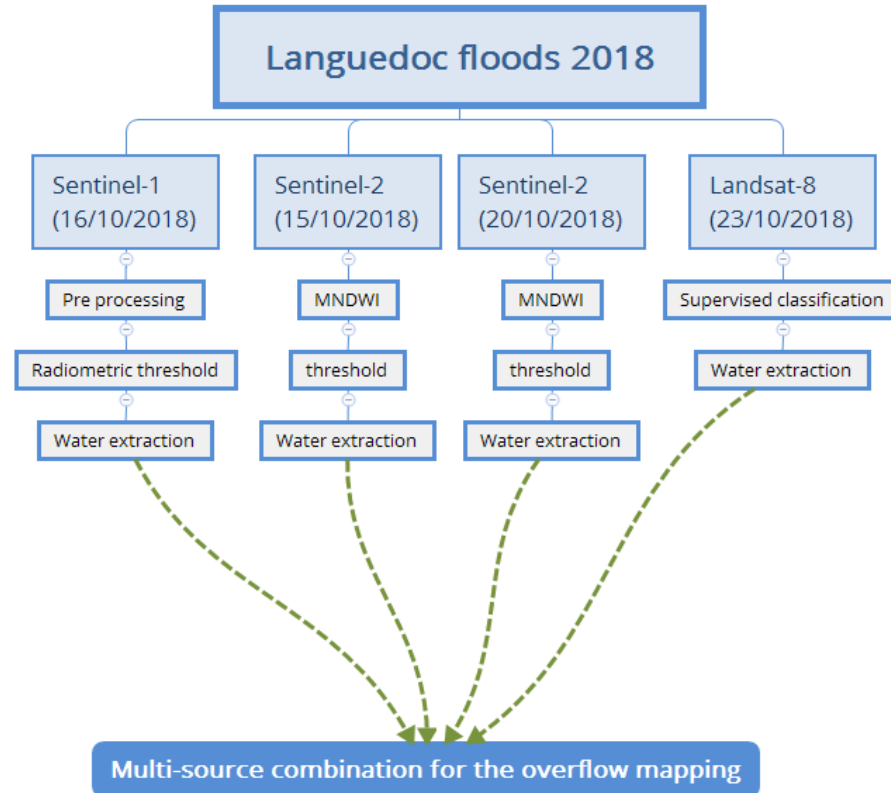 Languedoc floods 2018
Sentinel-1
(16/10/2018)
Sentinel-2
(15/10/2018)
Sentinel-2
(20/10/2018)
Landsat-8
(23/10/2018)
Pre processing
MNDWI
MNDWI
Supervised classification
Radiometric threshold
threshold
threshold
Water extraction
Water extraction
Water extraction
Water extraction
Multi-source combination for the overflow mapping